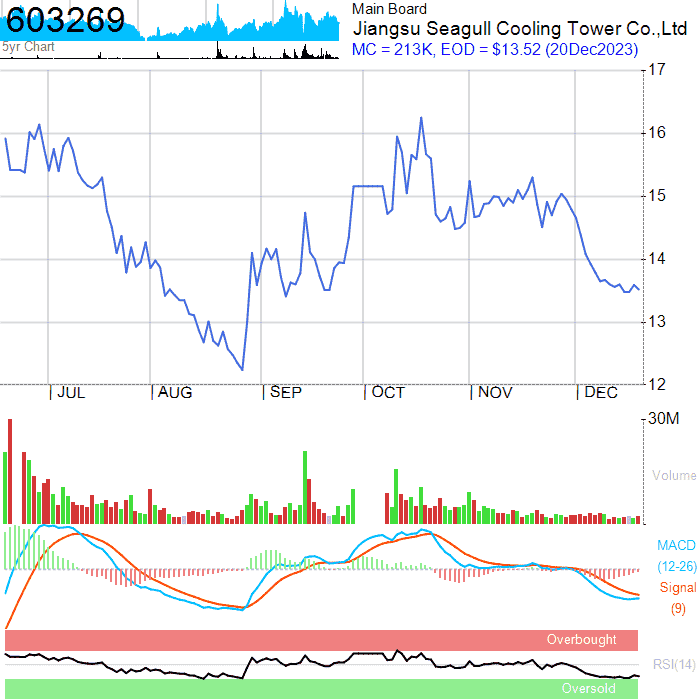 603269
5yr Chart
Main Board
Jiangsu Seagull Cooling Tower Co.,Ltd
MC = 213K, EOD = $13.52 (20Dec2023)
17
16
15
14
13
12
JUL AUG SEP OCT NOV DEC
30M
Volume
MACD
(12-26)
Signal
(9)
Overbought
RSI(14)
Oversold